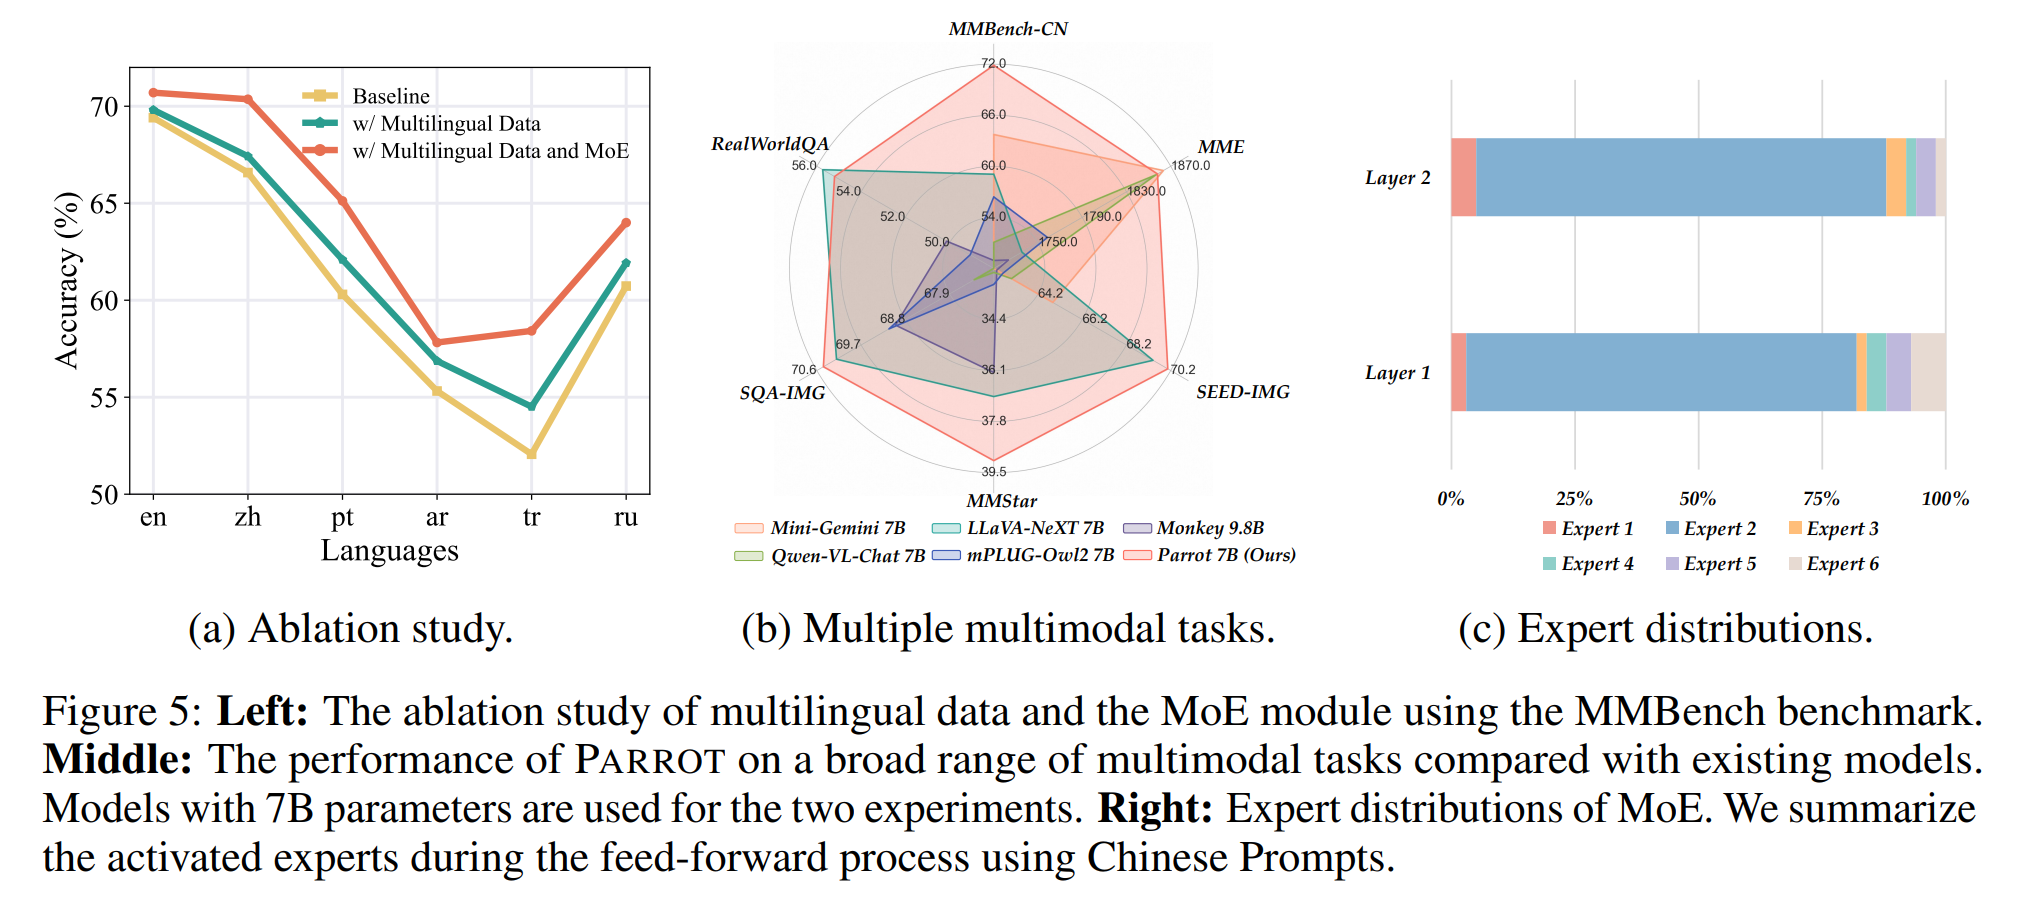 70
65
60
55
50
Accuracy (%)
Baseline
w/ Multilingual Data
w/ Multilingual Data and MoE
en zh pt ar tr ru
Languages
(a) Ablation study.
MMBench-CN
72.0
66.0
60.0
54.0
MME
1870.0
1830.0
1790.0
1750.0
RealWorldQA
56.0
54.0
52.0
50.0
67.9
68.8
69.7
70.6
SQA-IMG
64.2
66.2
68.2
70.2
SEED-IMG
34.4
36.1
37.8
39.5
MMStar
Mini-Gemini 7B LLaVA-NeXT 7B Monkey 9.8B
Qwen-VL-Chat 7B mPLUG-Owl2 7B Parrot 7B (Ours)
(b) Multiple multimodal tasks.
Layer 2
Layer 1
0% 25% 50% 75% 100%
Expert 1 Expert 2 Expert 3
Expert 4 Expert 5 Expert 6
(c) Expert distributions.
Figure 5: Left: The ablation study of multilingual data and the MoE module using the MMBench benchmark.
Middle: The performance of PARROT on a broad range of multimodal tasks compared with existing models.
Models with 7B parameters are used for the two experiments. Right: Expert distributions of MoE. We summarize
the activated experts during the feed-forward process using Chinese Prompts.